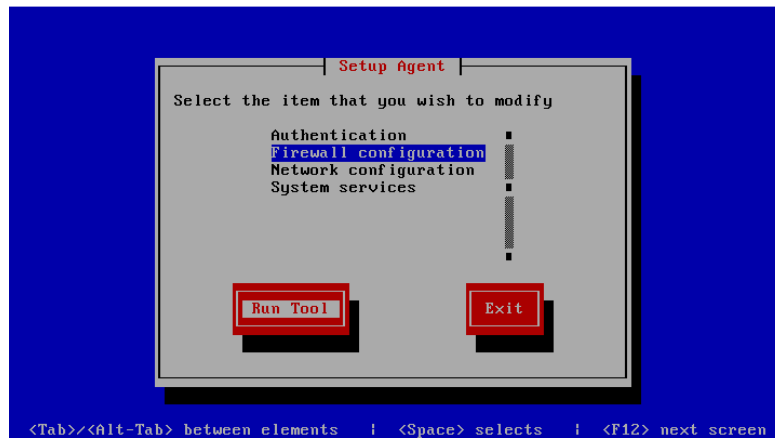 Setup Agent
Select the item that you wish to modify
Authentication
Firewall configuration
Network configuration
System services
Run Tool Exit
<Tab>/<Alt-Tab> between elements | <Space> selects | <F12> next screen